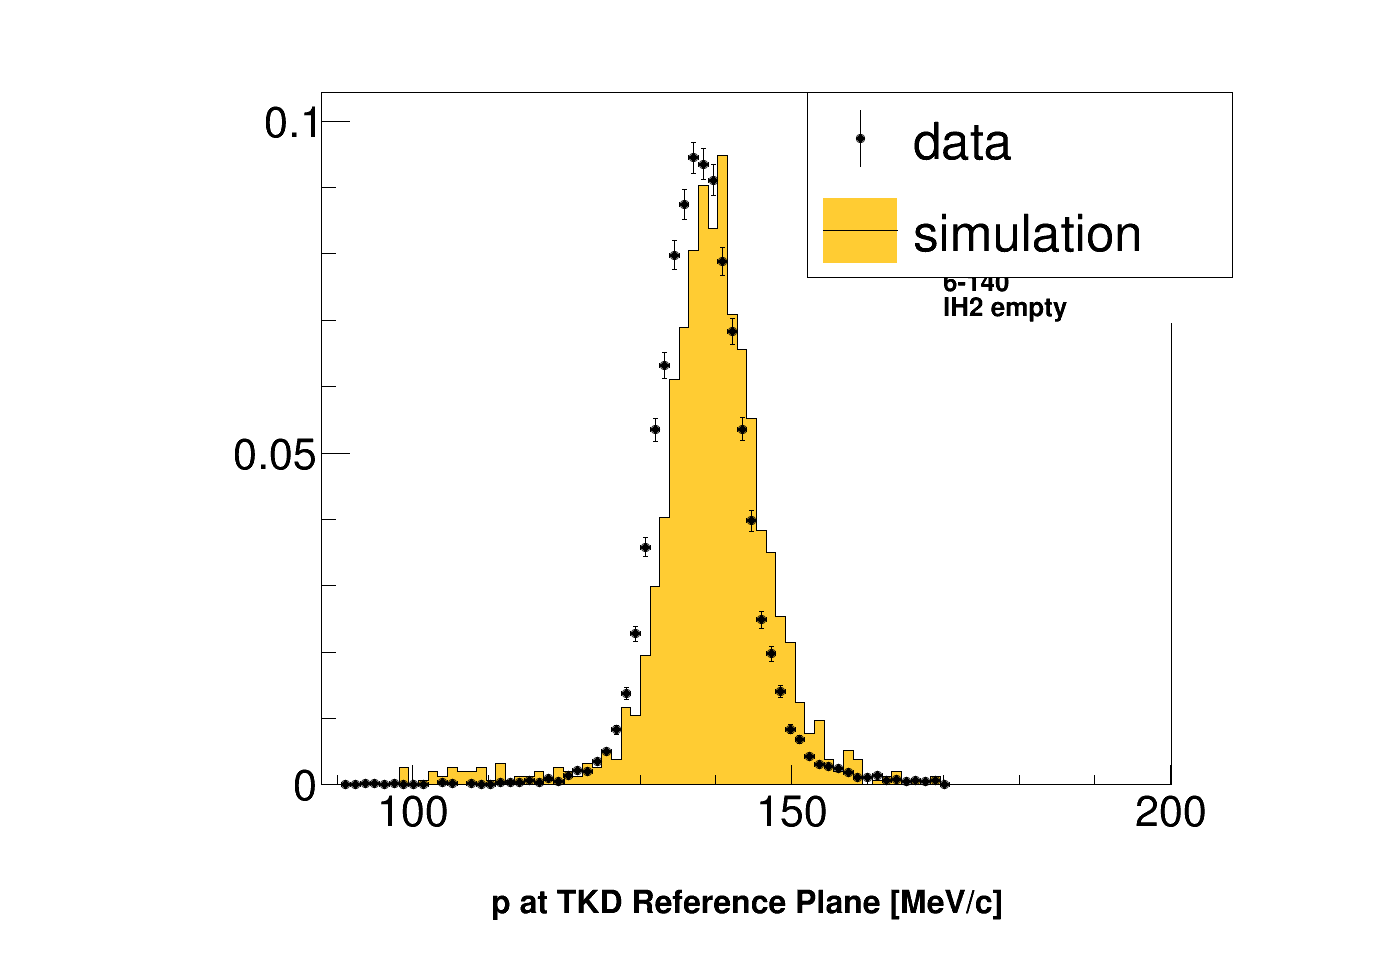 0.1
0.05
0
100
150
200
data
simulation
6-140
lH2 empty
p at TKD Reference Plane [MeV/c]